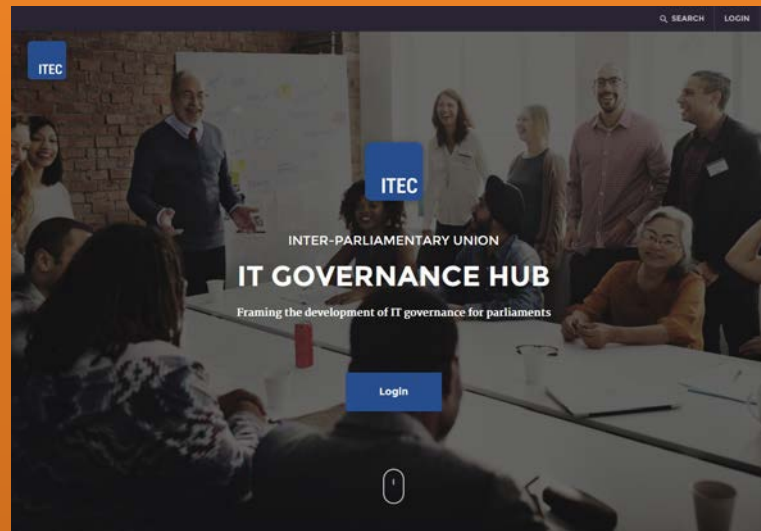 SEARCH LOGIN
ITEC
ITEC
INTER-PARLIAMENTARY UNION
IT GOVERNANCE HUB
Framing the development of IT governance for parliaments
Login